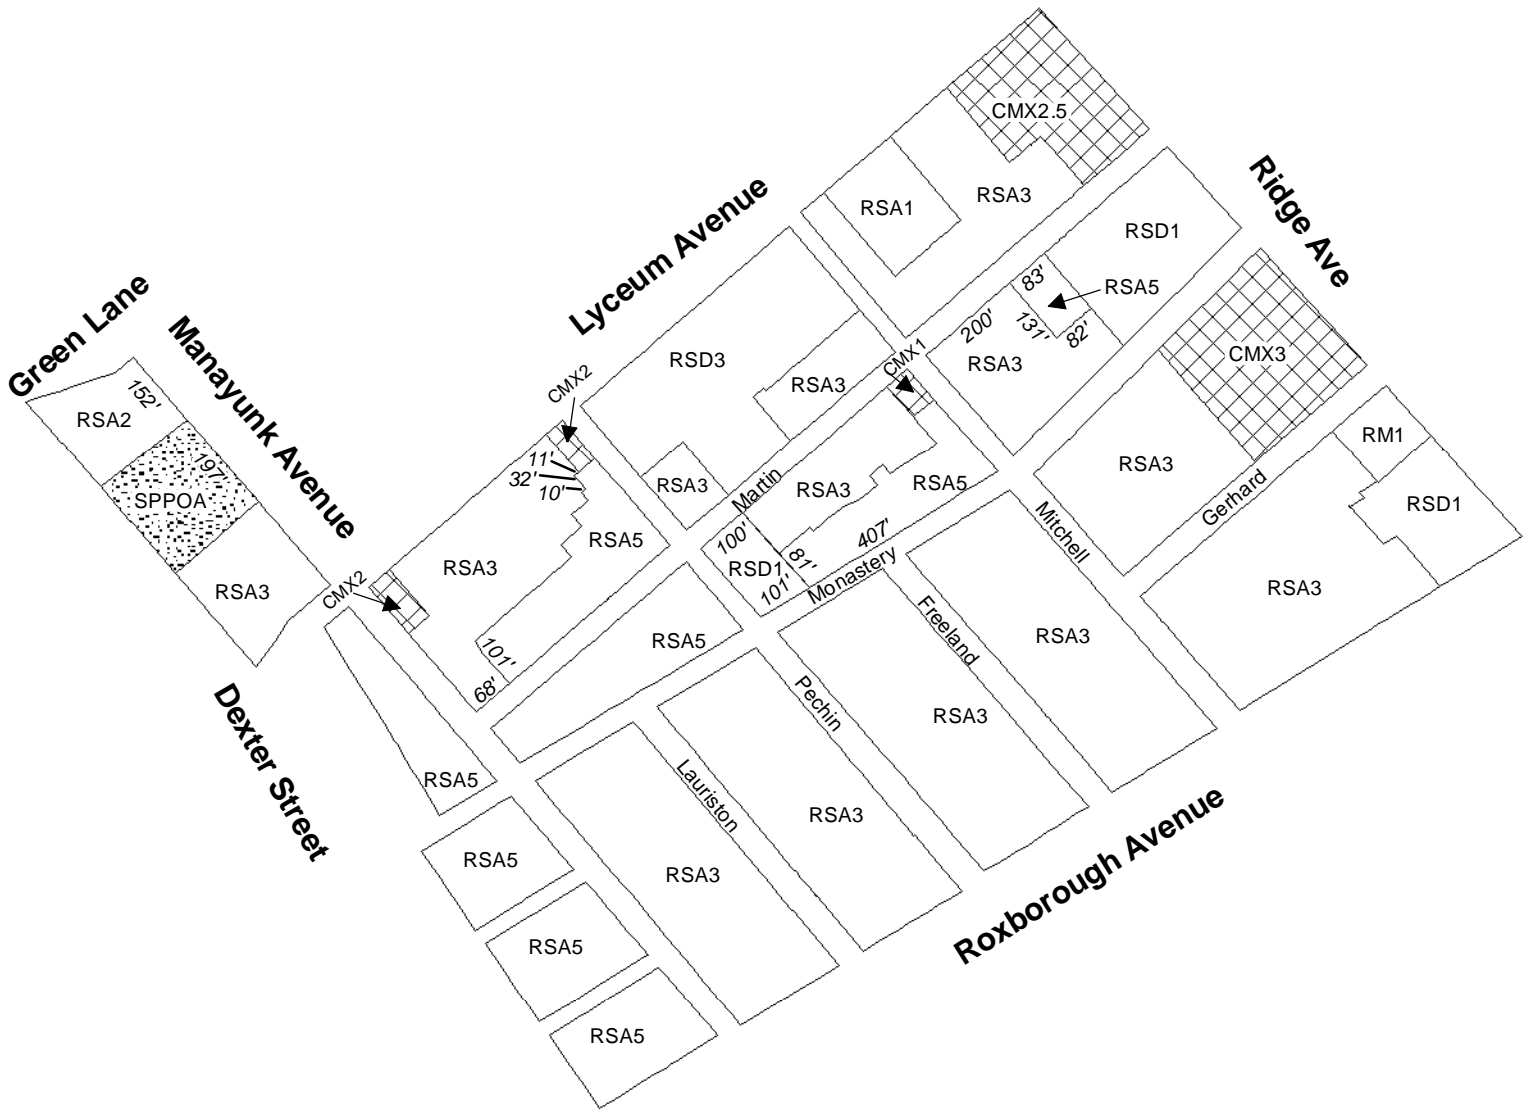 CMX2.5
Ridge Ave
Lyceum Avenue
RSA1
RSA3
RSD1
83'
RSA5
Green Lane
Manayunk Avenue
200'
131'
82'
RSA3
CMX1
CMX3
RSD3
RSA3
CMX2
152'
RSA2
197'
SPPOA
RSA3
11'
32'
10'
RSA3
RSA5
CMX2
RSA3
Martin
RSA3
RSA5
100'
RSD1
101'
81'
407'
Monastery
RSA3
Gerhard
RM1
RSD1
Mitchell
RSA3
RSA5
101'
68'
Freeland
RSA3
Pechin
RSA3
Dexter Street
RSA5
Lauriston
RSA3
RSA3
Roxborough Avenue
RSA5
RSA5
RSA5